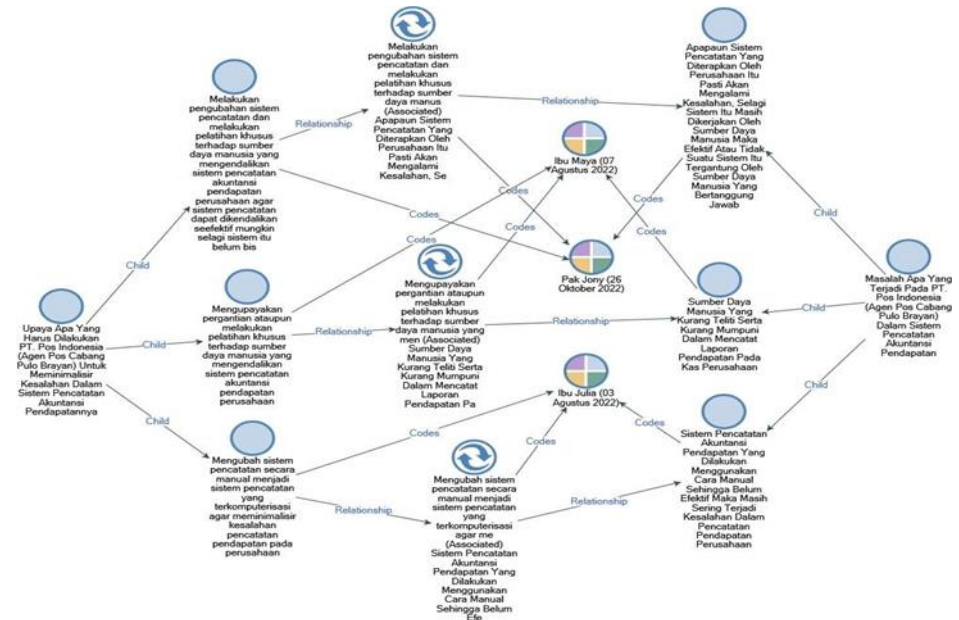 Melakukan
pengubahan sistem
pencatatan dan
melakukan
pelatihan khusus
terhadap sumber
daya manusia yang
mengendalikan
sistem pencatatan
akuntansi
pendapatan
perusahaan agar
sistem pencatatan
dapat dikendalikan
seefektif mungkin
selagi sistem itu
belum bis
Relationship
Melakukan
pengubahan sistem
pencatatan dan
melakukan
pelatihan khusus
terhadap sumber
daya manus
(Associated)
Apapaun Sistem
Pencatatan Yang
Diterapkan Oleh
Perusahaan Itu
Pasti Akan
Mengalami
Kesalahan, Se
Relationship
Apapaun Sistem
Pencatatan Yang
Diterapkan Oleh
Perusahaan Itu
Pasti Akan
Mengalami
Kesalahan, Selagi
Sistem Itu Masih
Dikerjakan Oleh
Sumber Daya
Manusia Maka
Efektif Atau Tidak
Suatu Sistem Itu
Tergantung Oleh
Sumber Daya
Manusia Yang
Bertanggung
Jawab
Ibu Maya (07
Agustus 2022)
Codes
Codes
Codes
Codes
Pak Jony (26
Oktober 2022)
Child
Child
Upaya Apa Yang
Harus Dilakukan
PT. Pos Indonesia
(Agen Pos Cabang
Pulo Brayan) Untuk
Meminimalisir
Kesalahan Dalam
Sistem Pencatatan
Akuntansi
Pendapatannya
Child
Mengupayakan
pergantian ataupun
melakukan
pelatihan khusus
terhadap sumber
daya manusia yang
mengendalikan
sistem pencatatan
akuntansi
pendapatan
perusahaan
Relationship
Mengupayakan
pergantian ataupun
melakukan
pelatihan khusus
terhadap sumber
daya manusia yang
men (Associated)
Sumber Daya
Manusia Yang
Kurang Teliti Serta
Kurang Mumpuni
Dalam Mencatat
Laporan
Pendapatan Pa
Relationship
Sumber Daya
Manusia Yang
Kurang Teliti Serta
Kurang Mumpuni
Dalam Mencatat
Laporan
Pendapatan Pada
Kas Perusahaan
Child
Masalah Apa Yang
Terjadi Pada PT.
Pos Indonesia
(Agen Pos Cabang
Pulo Brayan)
Dalam Sistem
Pencatatan
Akuntansi
Pendapatan
Child
Child
Ibu Julia (03
Agustus 2022)
Codes
Codes
Codes
Mengubah sistem
pencatatan secara
manual menjadi
sistem pencatatan
yang
terkomputerisasi
agar meminimalisir
kesalahan
pencatatan
pendapatan pada
perusahaan
Relationship
Mengubah sistem
pencatatan secara
manual menjadi
sistem pencatatan
yang
terkomputerisasi
agar me
(Associated)
Sistem Pencatatan
Akuntansi
Pendapatan Yang
Dilakukan
Menggunakan
Cara Manual
Sehingga Belum
Efe
Relationship
Sistem Pencatatan
Akuntansi
Pendapatan Yang
Dilakukan
Menggunakan
Cara Manual
Sehingga Belum
Efektif Maka Masih
Sering Terjadi
Kesalahan Dalam
Pencatatan
Pendapatan
Perusahaan